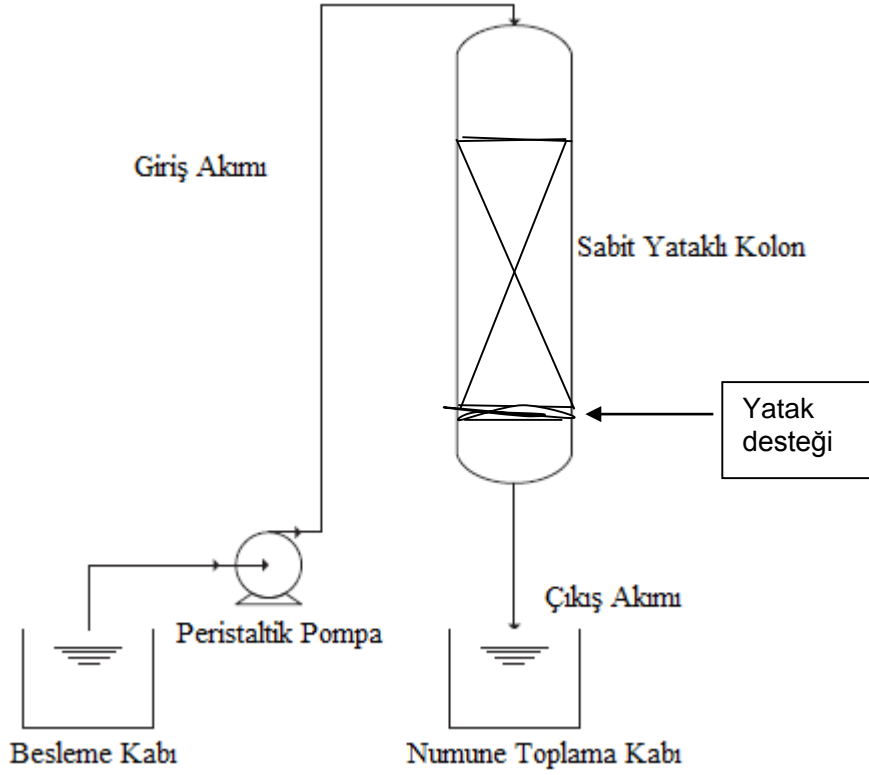 Giriş Akımı
Sabit Yataklı Kolon
Yatak
desteği
Çıkış Akımı
Peristaltik Pompa
Besleme Kabı
Numune Toplama Kabı